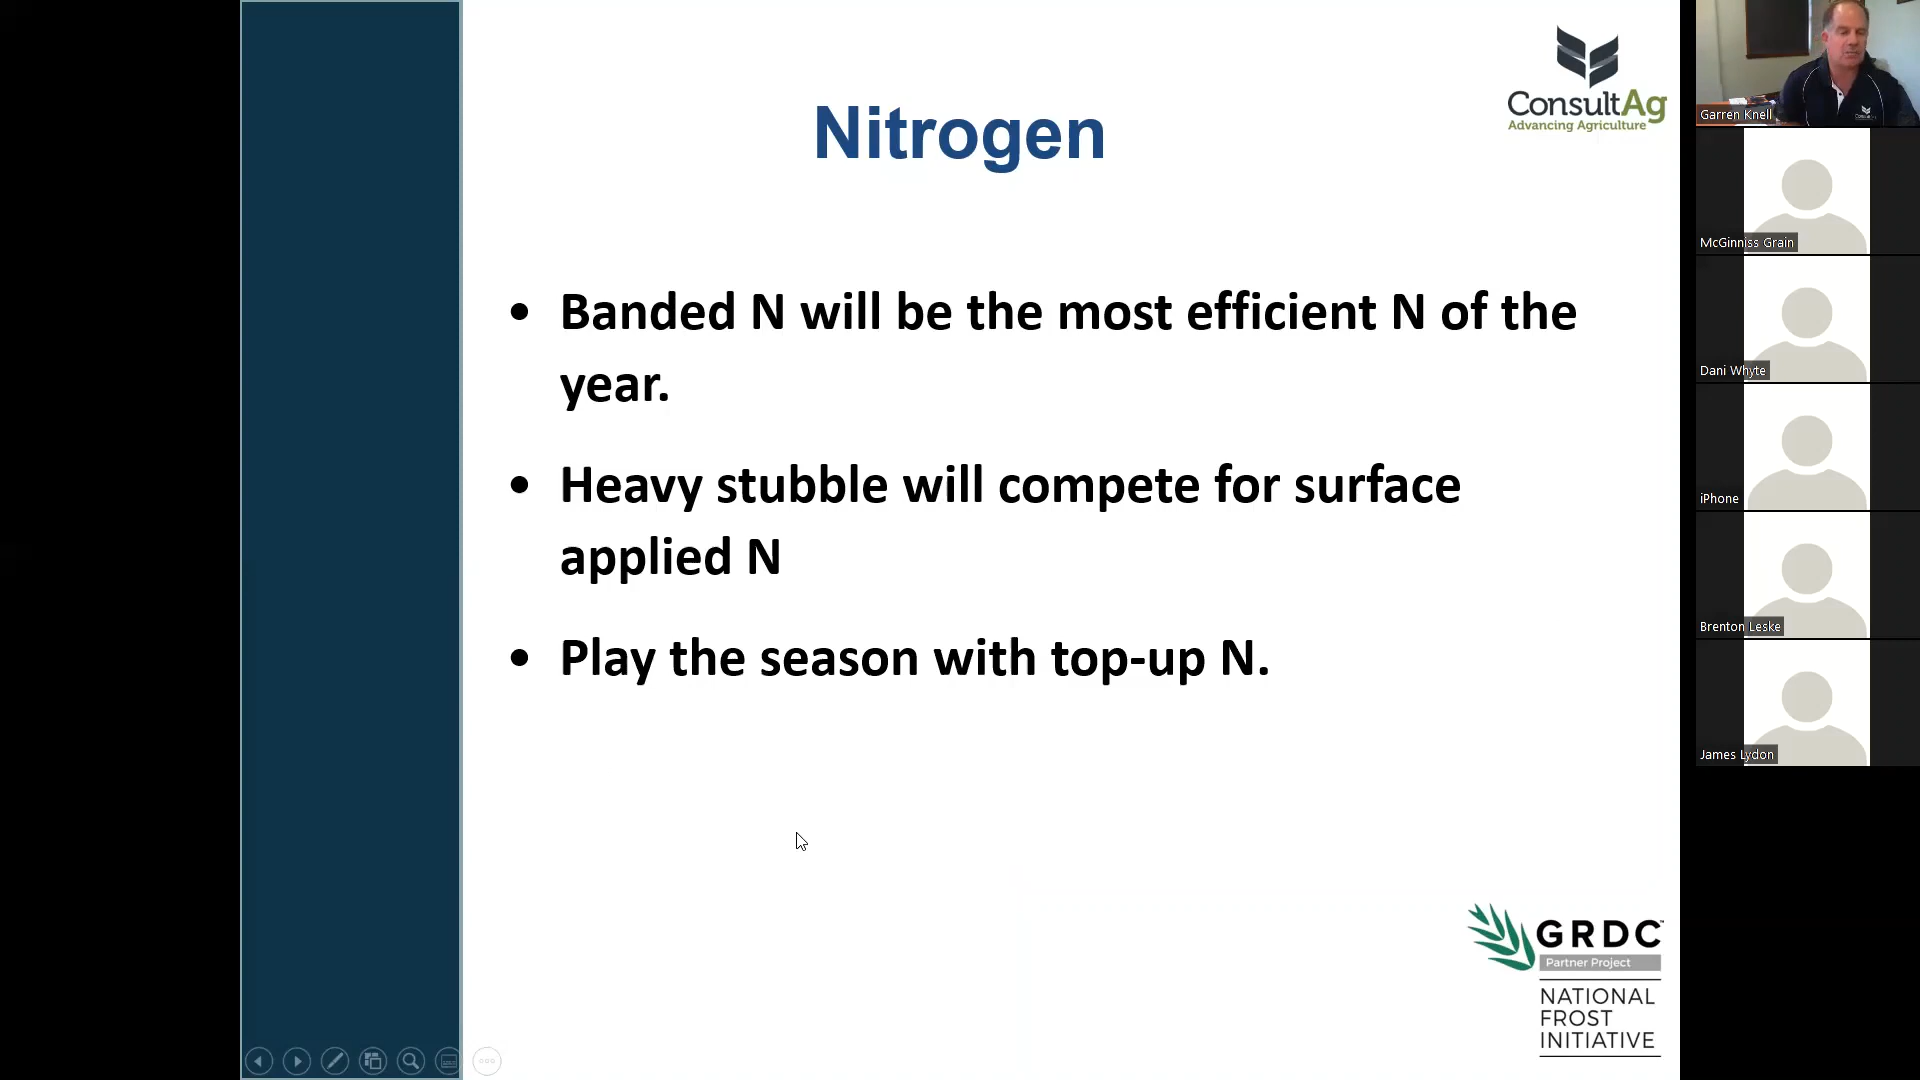 Nitrogen
ConsultAg
Advancing Agriculture
• Banded N will be the most efficient N of the
year.
• Heavy stubble will compete for surface
applied N
• Play the season with top-up N.
GRDC™
Partner Project
NATIONAL
FROST
INITIATIVE
Garren Knell
McGinniss Grain
Dani Whyte
iPhone
Brenton Leske
James Lydon